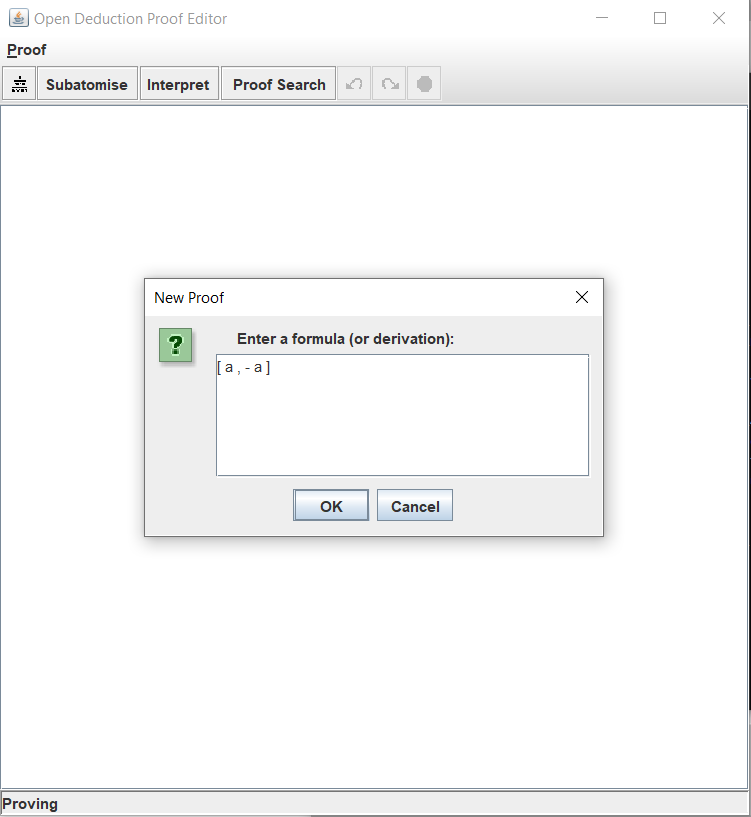 Open Deduction Proof Editor
Proof
Subatomise Interpret Proof Search
New Proof
?
Enter a formula (or derivation):
[ a , - a ]
OK Cancel
Proving